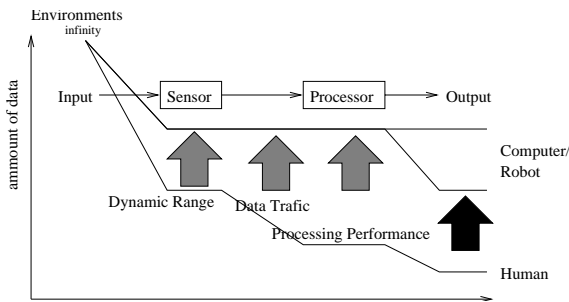 Environments
infinity
ammount of data
Input
Sensor
Processor
Output
Computer/
Robot
Dynamic Range
Data Trafic
Processing Performance
Human